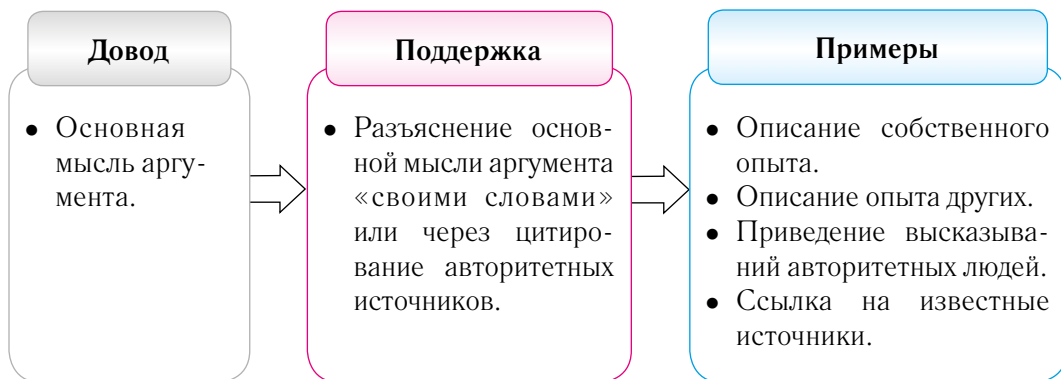 Довод
Основная
мысль аргу-
мента.
Поддержка
Разъяснение основ-
ной мысли аргумента
«своими словами»
или через цитиро-
вание авторитетных
источников.
Примеры
Описание собственного
опыта.
Описание опыта других.
Приведение высказыва-
ний авторитетных людей.
Ссылка на известные
источники.